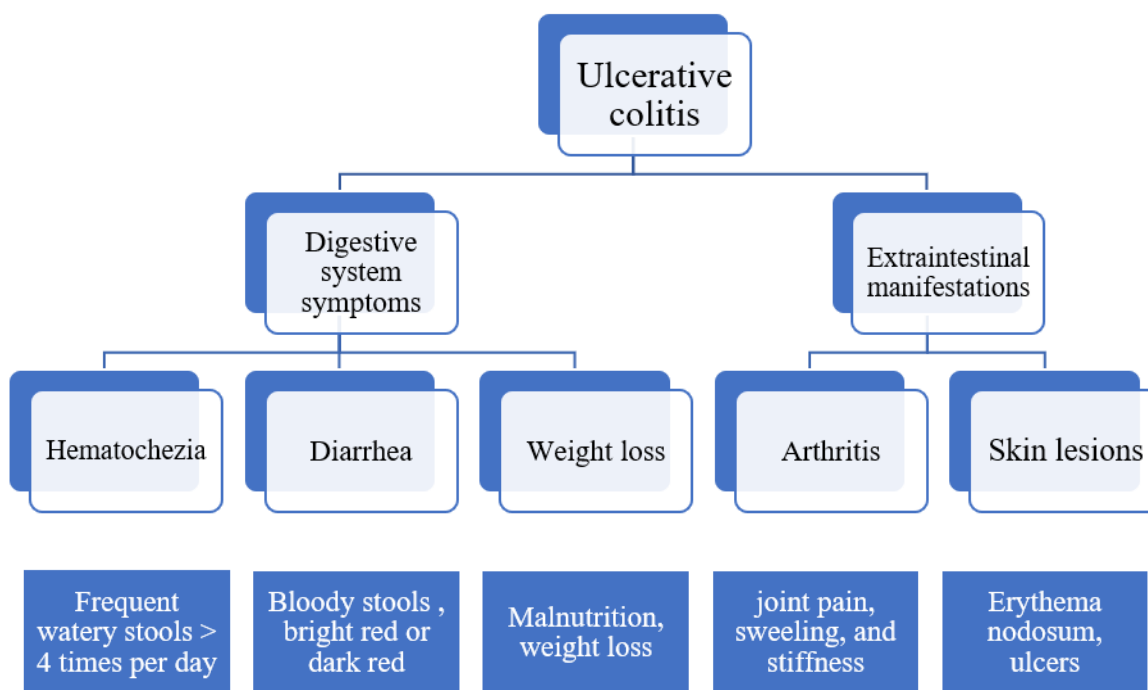 Ulcerative
colitis
Digestive
system
symptoms
Extraintestinal
manifestations
Hematochezia
Diarrhea
Weight loss
Arthritis
Skin lesions
Frequent
watery stools >
4 times per day
Bloody stools ,
bright red or
dark red
Malnutrition,
weight loss
joint pain,
sweeling, and
stiffness
Erythema
nodosum,
ulcers